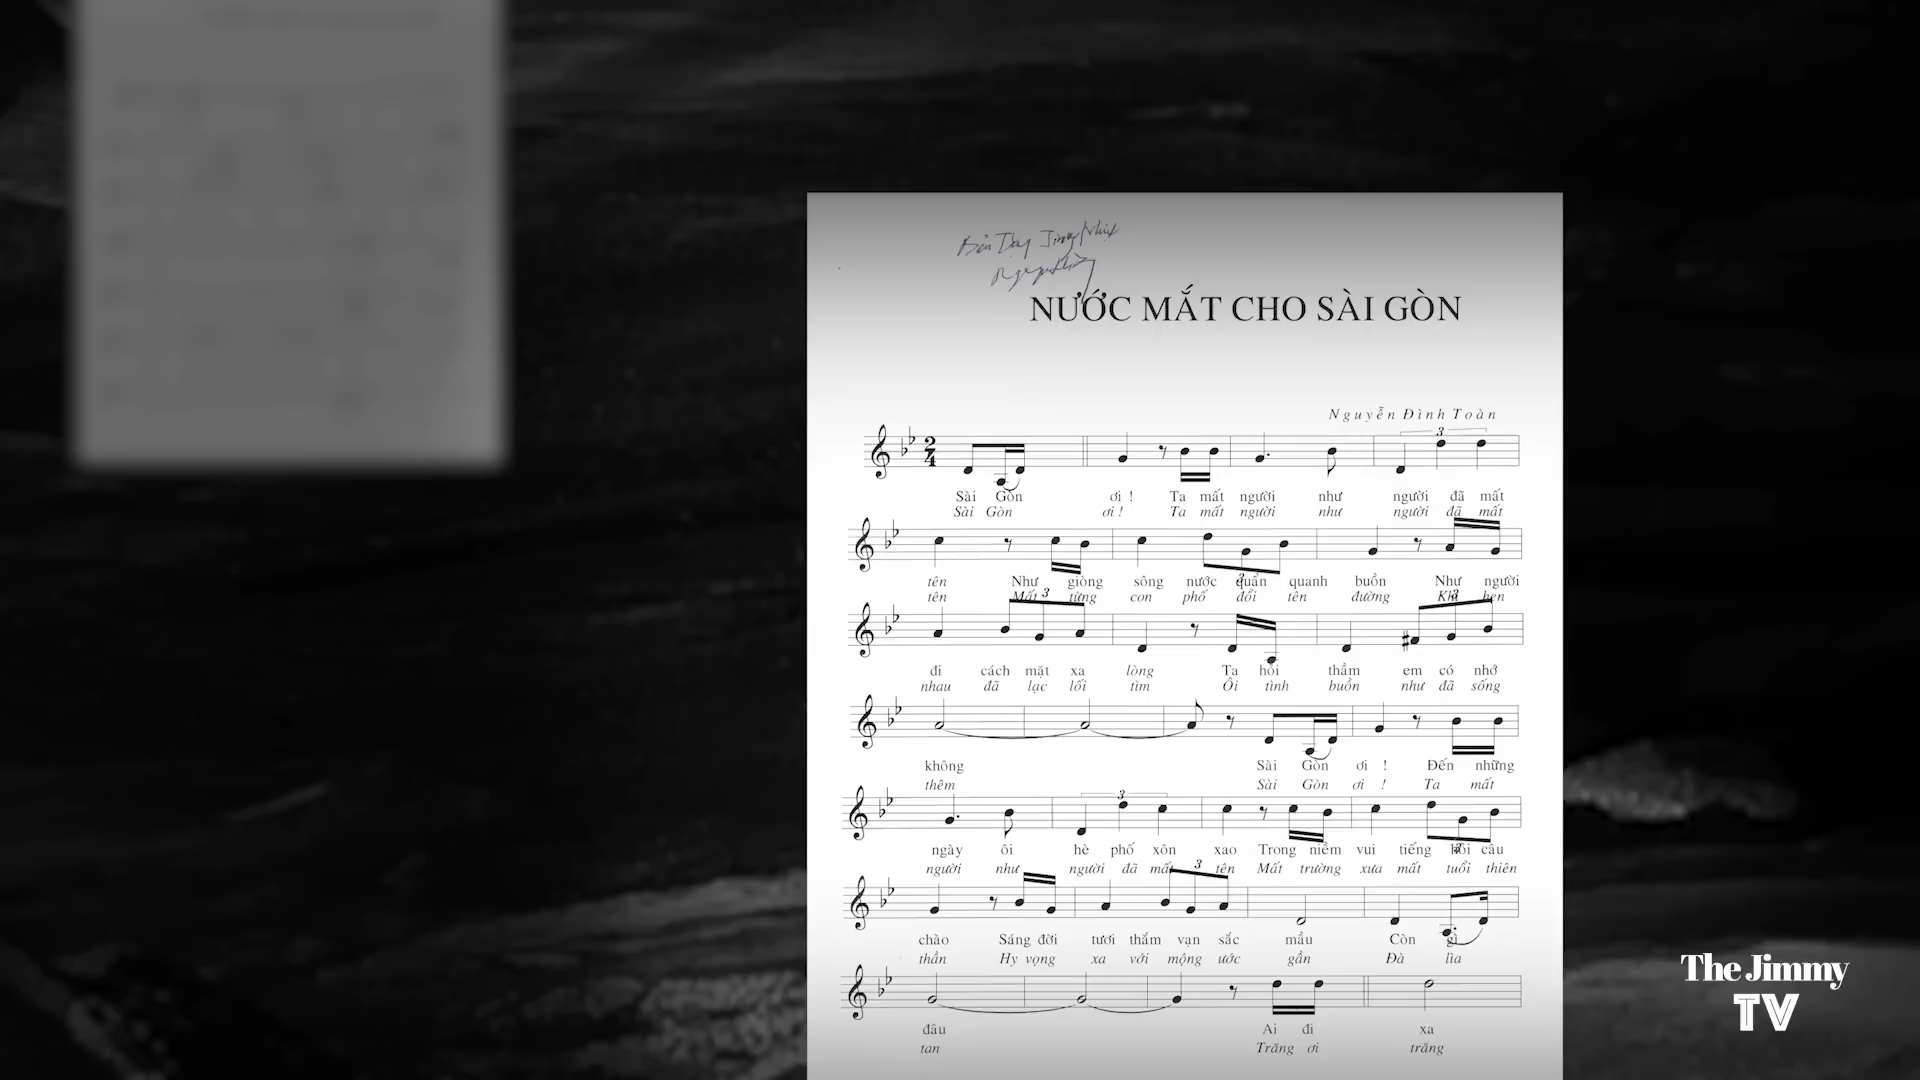 NƯỚC MẮT CHO SÀI GÒN
Nguyễn Đình Toàn
2
4
3
Sài Gòn ơi ! Ta mất người như người đã mất
Sài Gòn ơi ! Ta mất người như người đã mất
tên Như giòng sông nước quẩn quanh buồn Như người
tên Mất từng con phố đổi tên đường Khi hẹn
3
đi cách mặt xa lòng Ta hỏi thầm em có nhớ
nhau đã lạc lối tìm Ôi tình buồn như đã sống
không Sài Gòn ơi ! Đến những
thêm Sài Gòn ơi ! Ta mất
3
ngày ôi hè phố xôn xao Trong niềm vui tiếng hỏi câu
người như người đã mất tên Mất trường xưa mất tuổi thiên
3
chào Sáng đời tươi thắm vạn sắc mầu Còn gì
thần Hy vọng xa với mộng ước gần Đà lìa
đâu Ai đi xa
tan Trăng ơi trăng
The Jimmy
TV